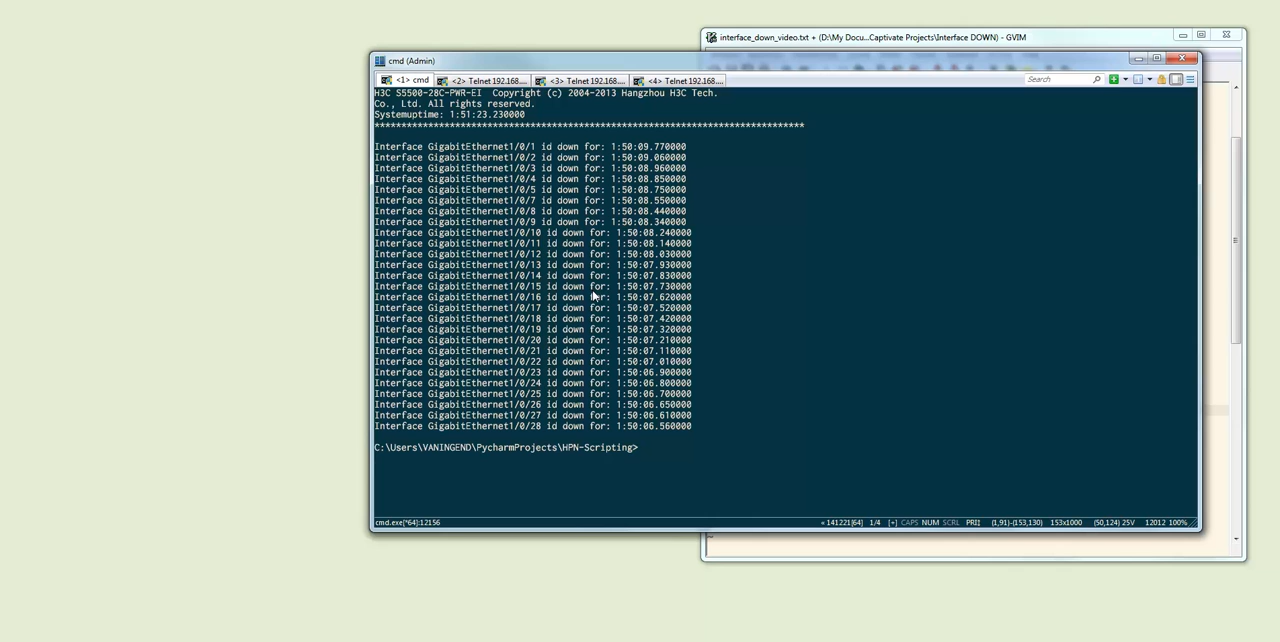 interface_down_video.txt + (D:\My Docu...Captivate Projects\Interface DOWN) - GVIM
cmd (Admin)
<1> cmd
<2> Telnet 192.168....
<3> Telnet 192.168....
<4> Telnet 192.168....
Search
H3C S5500-28C-PWR-EI  Copyright (c) 2004-2013 Hangzhou H3C Tech.
Co., Ltd. All rights reserved.
Systemuptime: 1:51:23.230000
********************************************************************************
Interface GigabitEthernet1/0/1 id down for: 1:50:09.770000
Interface GigabitEthernet1/0/2 id down for: 1:50:09.060000
Interface GigabitEthernet1/0/3 id down for: 1:50:08.960000
Interface GigabitEthernet1/0/4 id down for: 1:50:08.850000
Interface GigabitEthernet1/0/5 id down for: 1:50:08.750000
Interface GigabitEthernet1/0/7 id down for: 1:50:08.550000
Interface GigabitEthernet1/0/8 id down for: 1:50:08.440000
Interface GigabitEthernet1/0/9 id down for: 1:50:08.340000
Interface GigabitEthernet1/0/10 id down for: 1:50:08.240000
Interface GigabitEthernet1/0/11 id down for: 1:50:08.140000
Interface GigabitEthernet1/0/12 id down for: 1:50:08.030000
Interface GigabitEthernet1/0/13 id down for: 1:50:07.930000
Interface GigabitEthernet1/0/14 id down for: 1:50:07.830000
Interface GigabitEthernet1/0/15 id down for: 1:50:07.730000
Interface GigabitEthernet1/0/16 id down for: 1:50:07.620000
Interface GigabitEthernet1/0/17 id down for: 1:50:07.520000
Interface GigabitEthernet1/0/18 id down for: 1:50:07.420000
Interface GigabitEthernet1/0/19 id down for: 1:50:07.320000
Interface GigabitEthernet1/0/20 id down for: 1:50:07.210000
Interface GigabitEthernet1/0/21 id down for: 1:50:07.110000
Interface GigabitEthernet1/0/22 id down for: 1:50:07.010000
Interface GigabitEthernet1/0/23 id down for: 1:50:06.900000
Interface GigabitEthernet1/0/24 id down for: 1:50:06.800000
Interface GigabitEthernet1/0/25 id down for: 1:50:06.700000
Interface GigabitEthernet1/0/26 id down for: 1:50:06.650000
Interface GigabitEthernet1/0/27 id down for: 1:50:06.610000
Interface GigabitEthernet1/0/28 id down for: 1:50:06.560000
C:\Users\VANINGEND\PycharmProjects\HPN-Scripting>
cmd.exe[*64]:12156
« 141221[64] 1/4 [+] CAPS NUM SCRL PRI‡ (1,91)-(153,130) 153x1000 (50,124) 25V 12012 100%